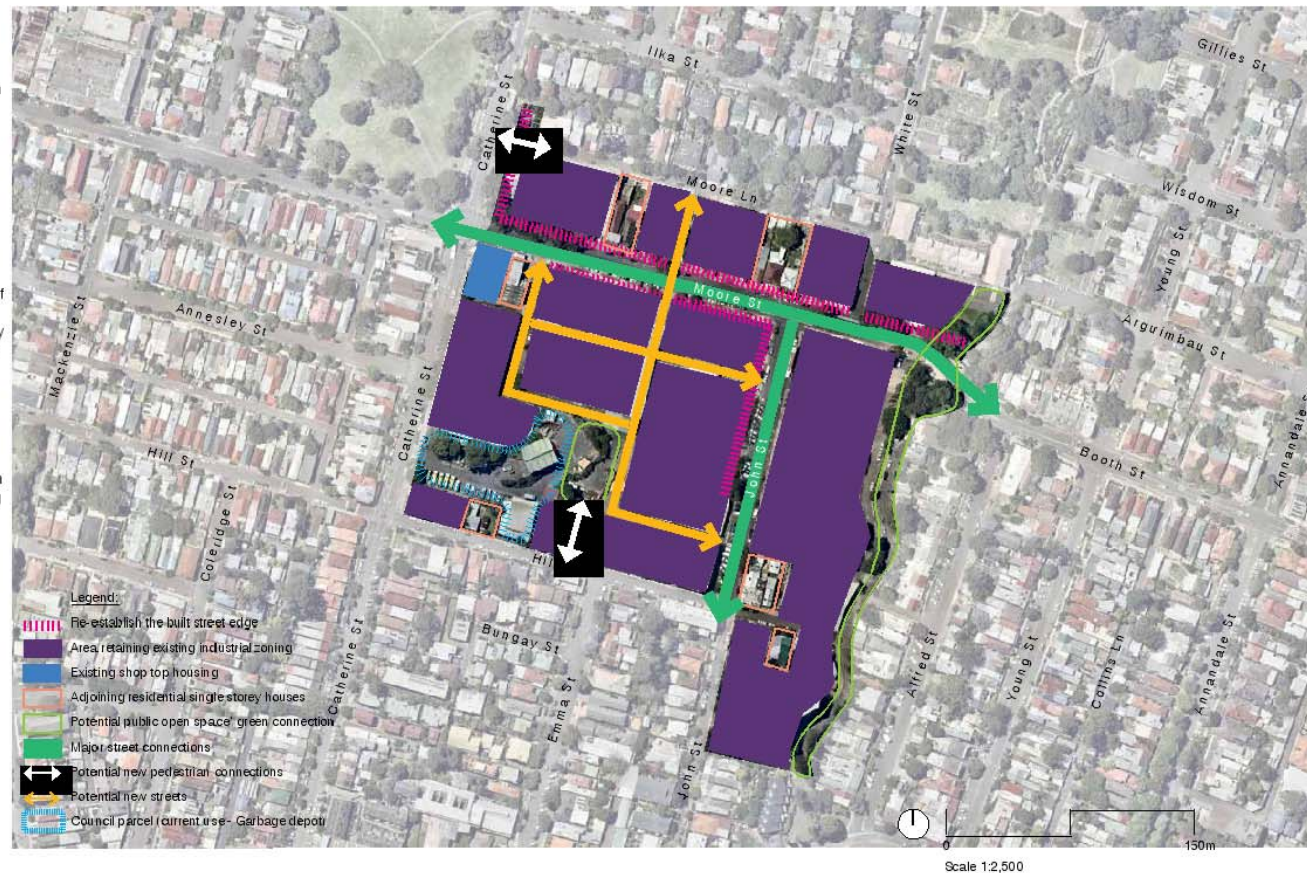 Ilka St
Gillies St
Catherine St
White St
Moore Ln
Wisdom St
Young St
Moore St
Arguimbau St
Mackenzie St
Annesley St
Catherine St
Hill St
Coleridge St
John St
Booth St
Hil
Bungay St
Emma St
Catherine St
John St
Alfred St
Young St
Collins Ln
Annandale St
Legend:
Re-establish the built street edge
Area retaining existing industrial zoning
Existing shop top housing
Adjoining residential single storey houses
Potential public open space' green connection
Major street connections
Potential new pedestrian connections
Potential new streets
Council parcel (current use - Garbage depot)
0
150m
Scale 1:2,500